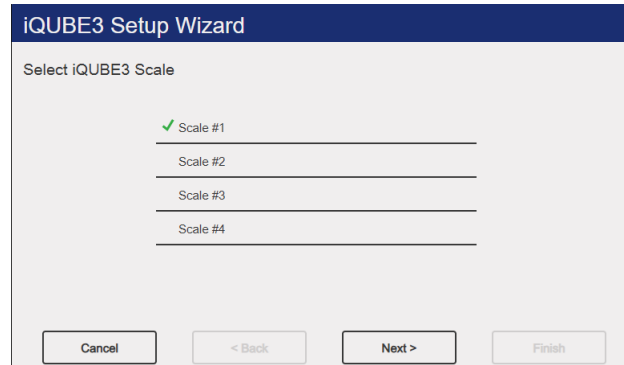 iQUBE3 Setup Wizard
Select iQUBE3 Scale
Scale #1
Scale #2
Scale #3
Scale #4
Cancel < Back Next > Finish